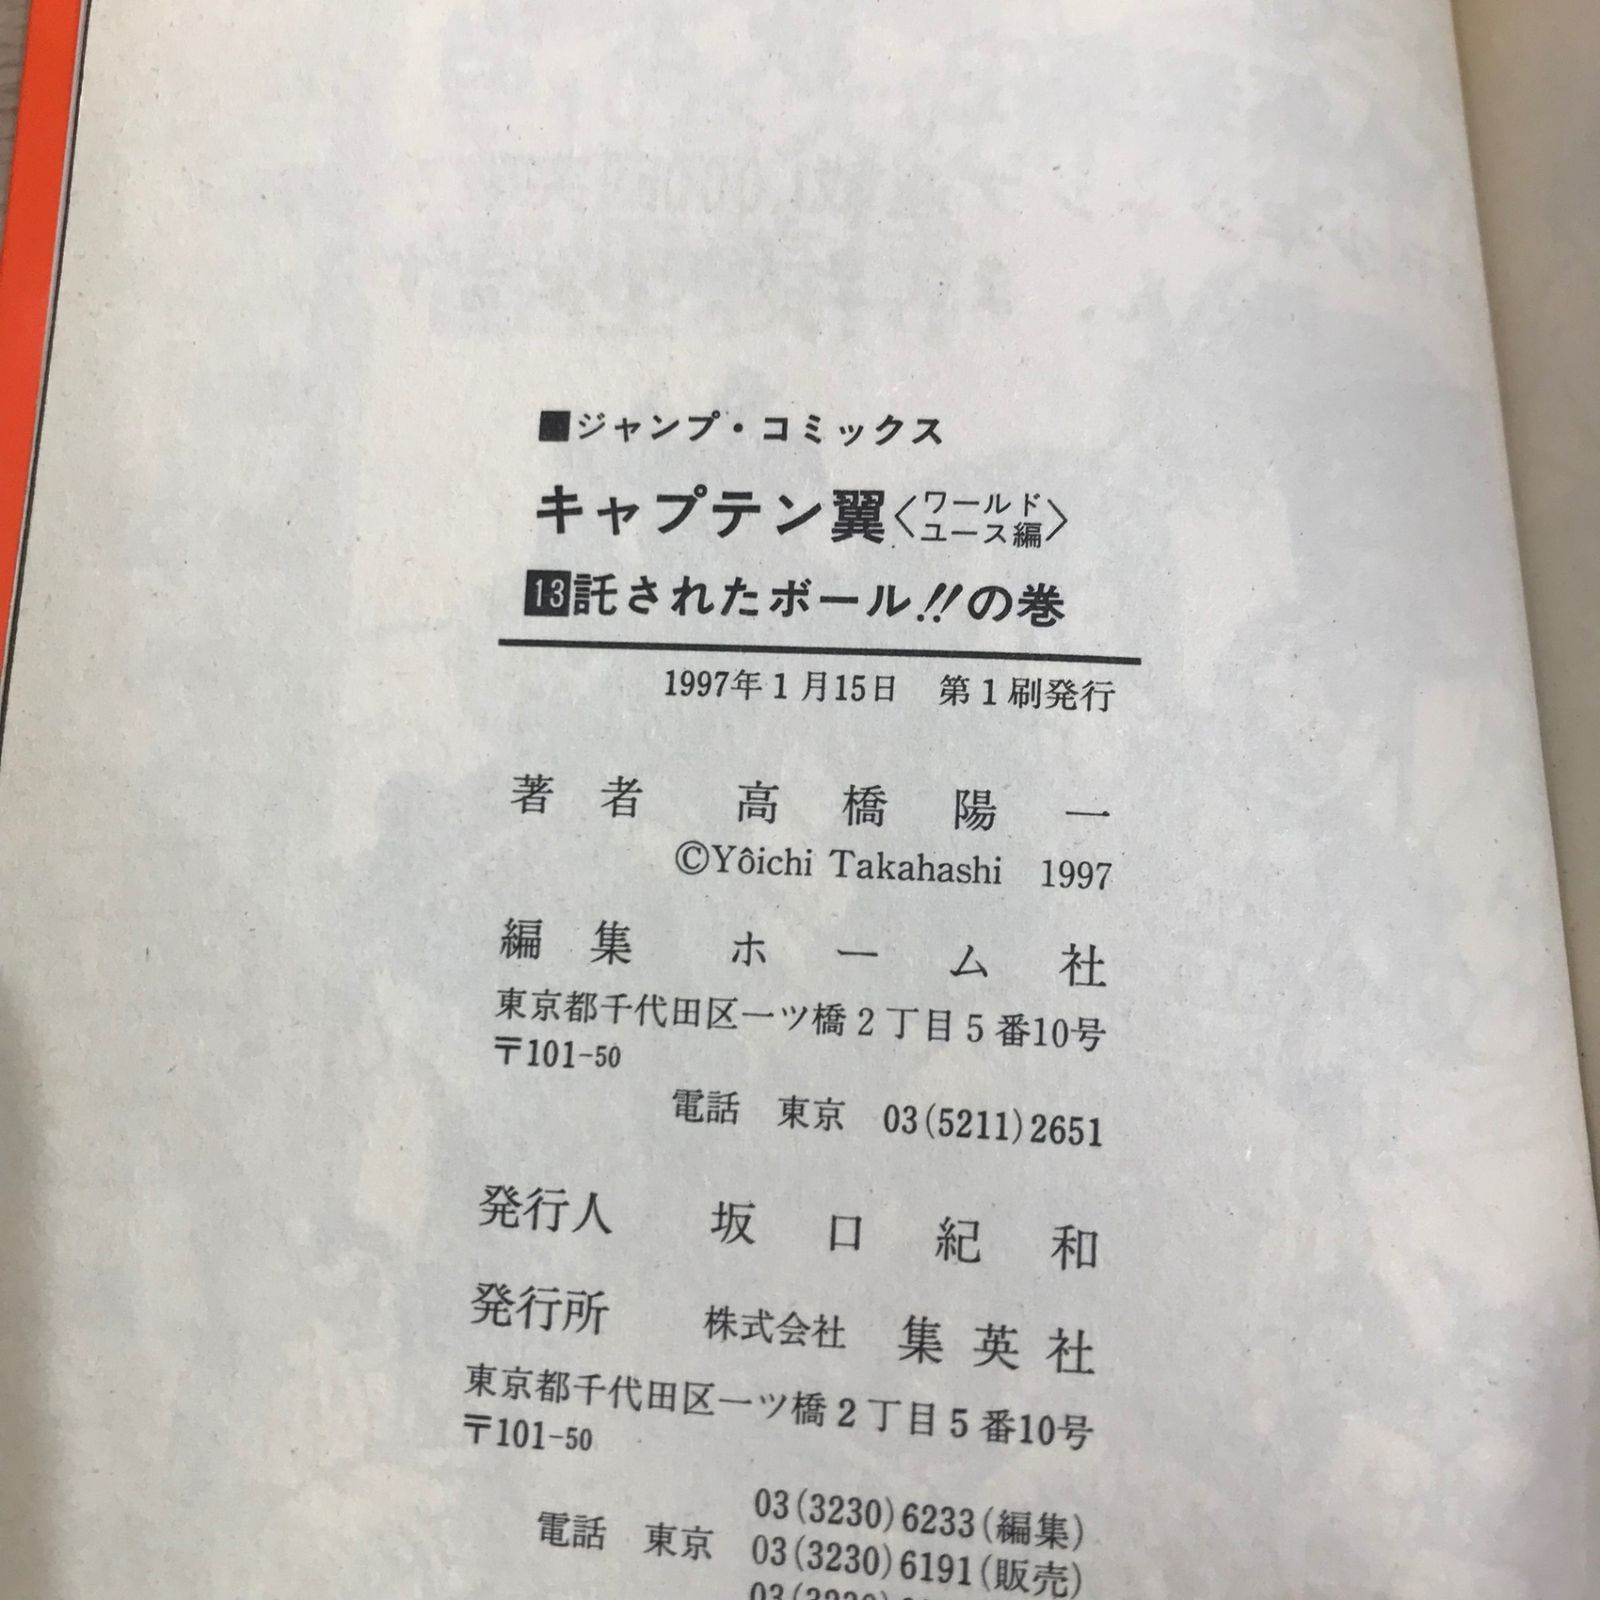 ■ジャンプ・コミックス
キャプテン翼〈ワールドユース編〉
13託されたボール!!の巻
1997年1月15日 第1刷発行
著者 高橋陽一
©Yôichi Takahashi 1997
編集 ホーム社
東京都千代田区一ツ橋2丁目5番10号
〒101-50
電話 東京 03(5211)2651
発行人 坂口紀和
発行所 株式会社 集英社
東京都千代田区一ツ橋2丁目5番10号
〒101-50
03(3230)6233(編集)
電話 東京 03(3230)6191(販売)